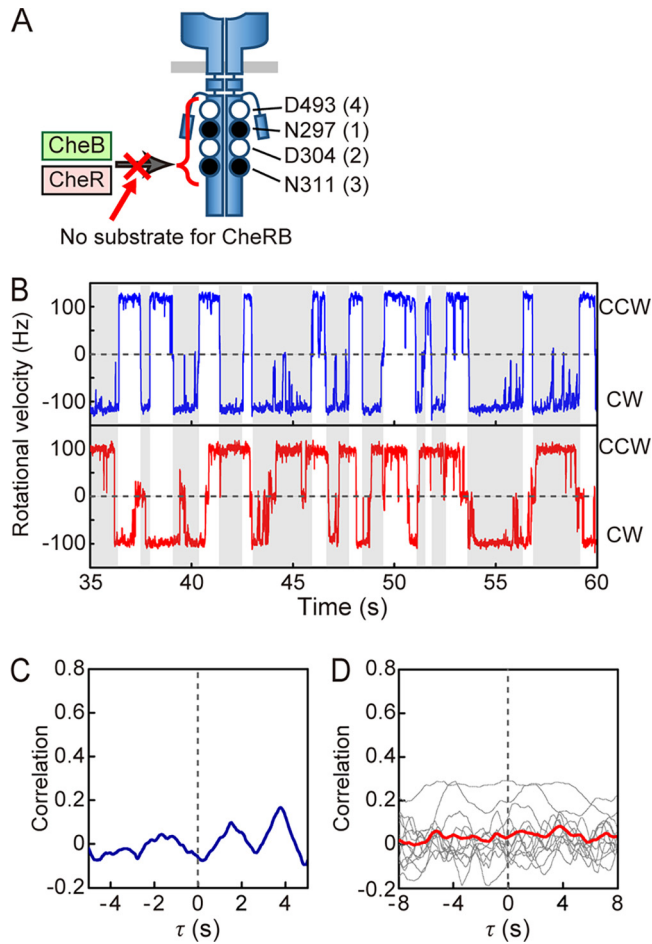 A
D493 (4)
N297 (1)
D304 (2)
N311 (3)
CheB
CheR
No substrate for CheRB
B
Rotational velocity (Hz)
100
0
-100
CCW
CW
100
0
-100
CCW
CW
35 40 45 50 55 60
Time (s)
C
Correlation
0.8
0.6
0.4
0.2
0
-0.2
-4 -2 0 2 4
τ (s)
D
Correlation
0.8
0.6
0.4
0.2
0
-0.2
-8 -4 0 4 8
τ (s)